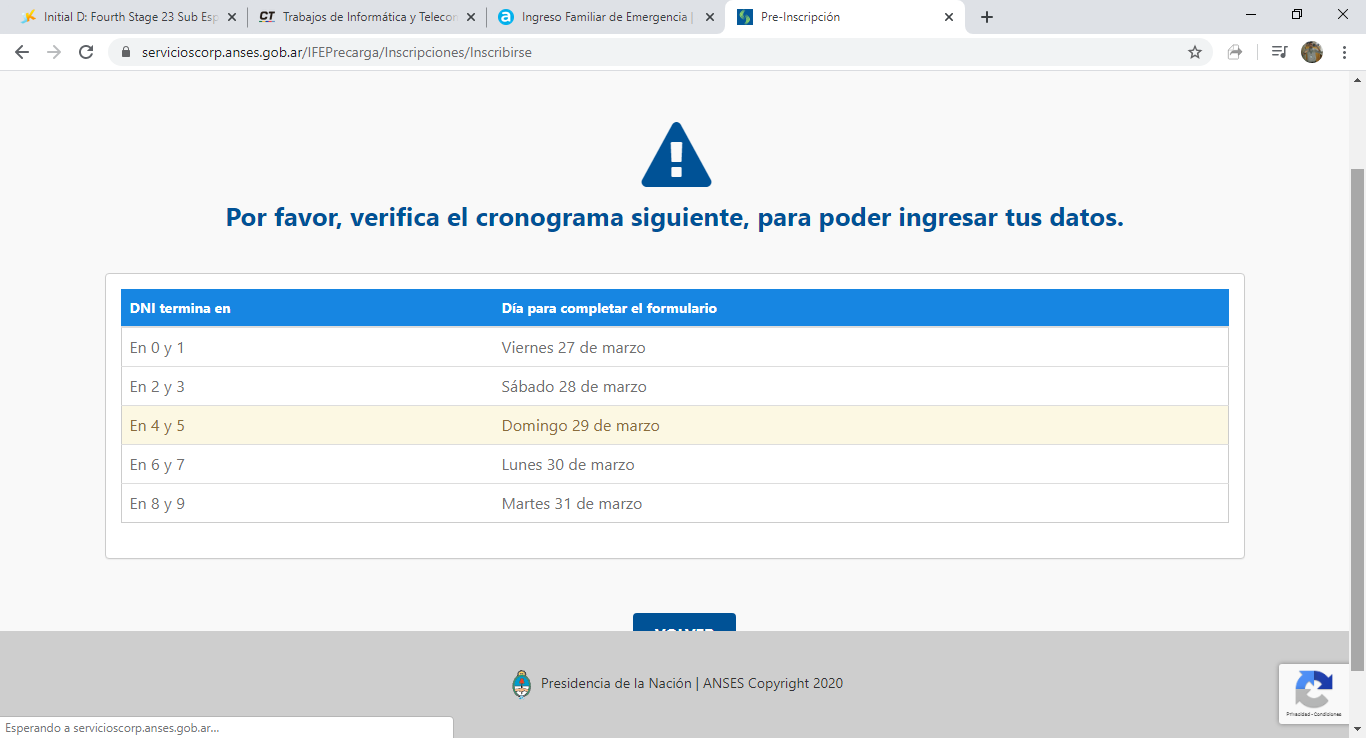 Initial D: Fourth Stage 23 Sub Esp
CT Trabajos de Informática y Telecon
a Ingreso Familiar de Emergencia |
Pre-Inscripción
servicioscorp.anses.gob.ar/IFEPrecarga/Inscripciones/Inscribirse
Por favor, verifica el cronograma siguiente, para poder ingresar tus datos.
DNI termina en Día para completar el formulario
En 0 y 1 Viernes 27 de marzo
En 2 y 3 Sábado 28 de marzo
En 4 y 5 Domingo 29 de marzo
En 6 y 7 Lunes 30 de marzo
En 8 y 9 Martes 31 de marzo
VOLVER
Presidencia de la Nación | ANSES Copyright 2020
Privacidad - Condiciones
Esperando a servicioscorp.anses.gob.ar...